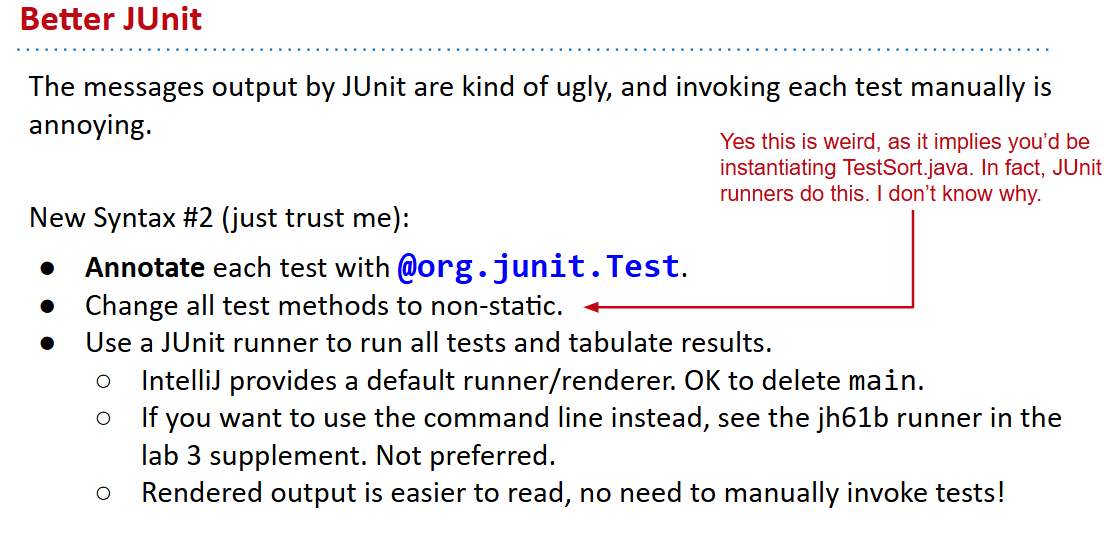 Better JUnit
The messages output by JUnit are kind of ugly, and invoking each test manually is
annoying.
Yes this is weird, as it implies you’d be
instantiating TestSort.java. In fact, JUnit
runners do this. I don’t know why.
New Syntax #2 (just trust me):
● Annotate each test with @org.junit.Test.
● Change all test methods to non-static.
● Use a JUnit runner to run all tests and tabulate results.
○ IntelliJ provides a default runner/renderer. OK to delete main.
○ If you want to use the command line instead, see the jh61b runner in the
lab 3 supplement. Not preferred.
○ Rendered output is easier to read, no need to manually invoke tests!